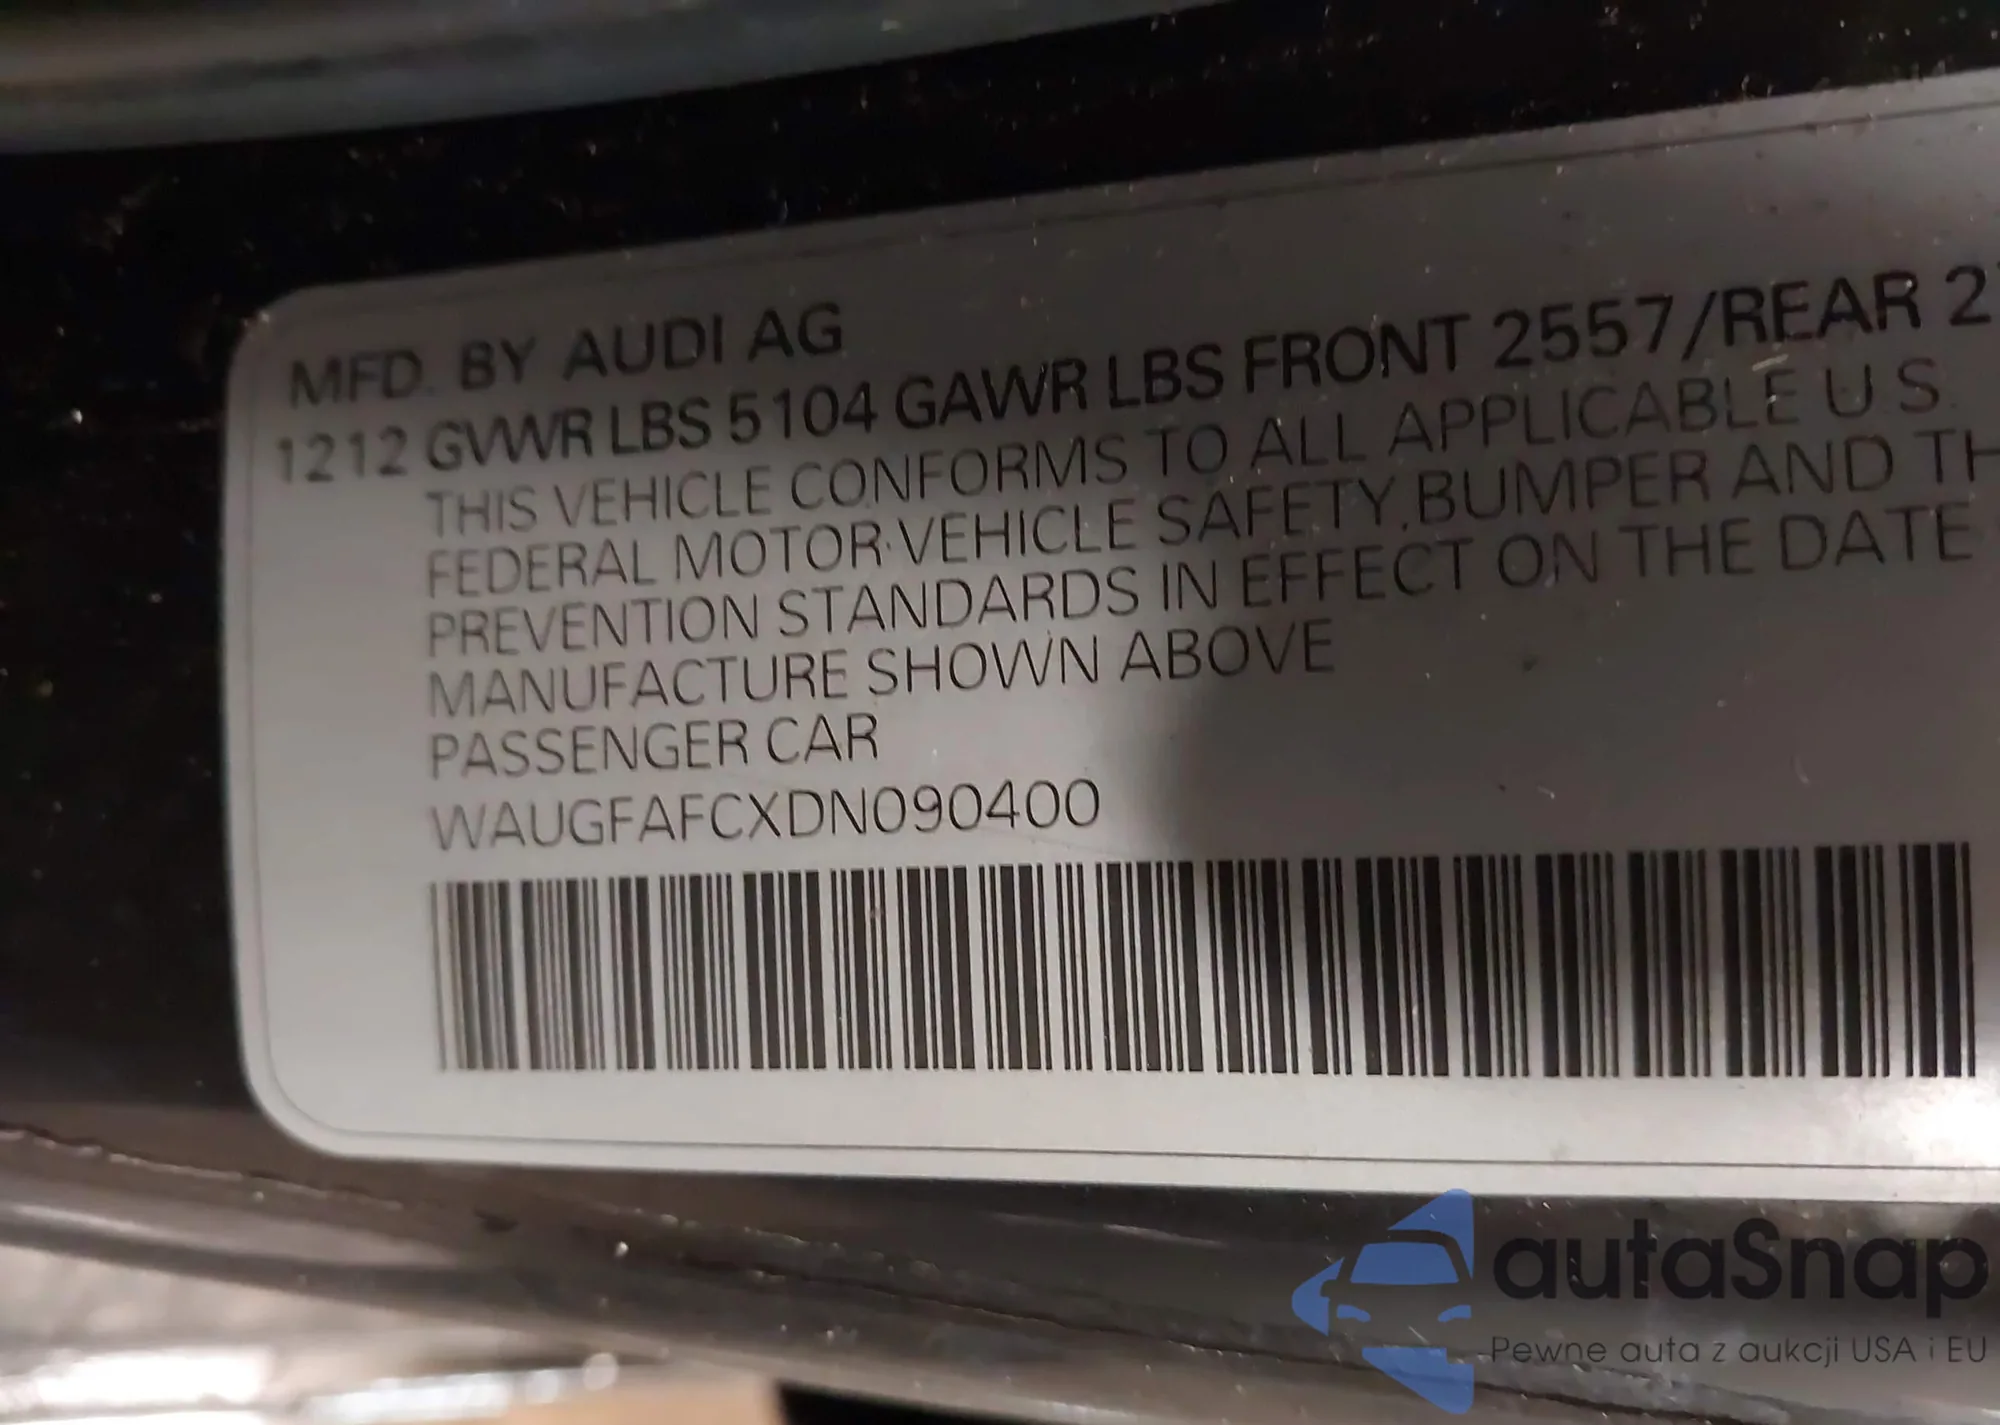 MFD. BY AUDI AG
1212 GVWR LBS 5104 GAWR LBS FRONT 2557/REAR 2
THIS VEHICLE CONFORMS TO ALL APPLICABLE U.S.
FEDERAL MOTOR VEHICLE SAFETY, BUMPER AND TH
PREVENTION STANDARDS IN EFFECT ON THE DATE
MANUFACTURE SHOWN ABOVE
PASSENGER CAR
WAUGFAFCXDN090400
autaSnap
Pewne auta z aukcji USA i EU